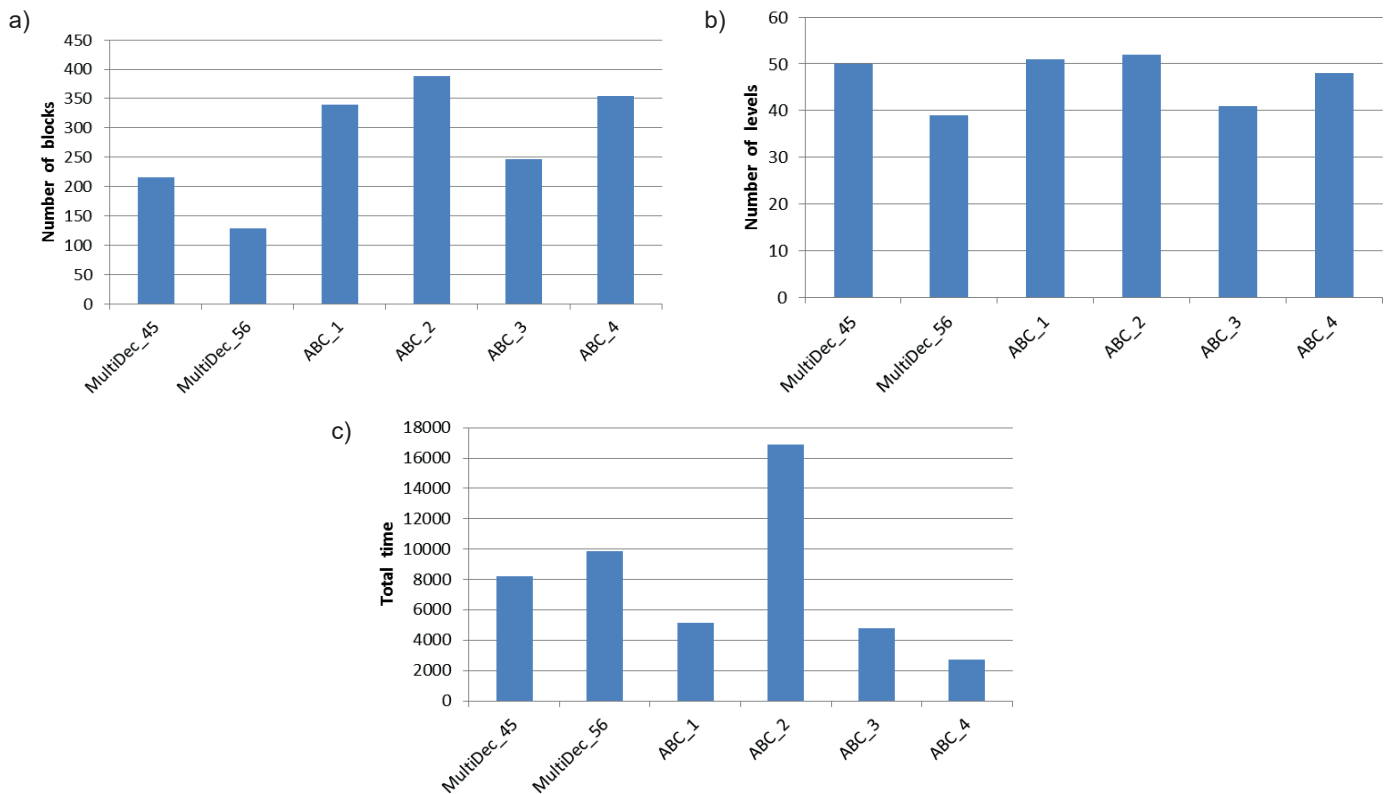 a)
Number of blocks
450
400
350
300
250
200
150
100
50
0
MultiDec_45
MultiDec_56
ABC_1
ABC_2
ABC_3
ABC_4
b)
Number of levels
60
50
40
30
20
10
0
MultiDec_45
MultiDec_56
ABC_1
ABC_2
ABC_3
ABC_4
c)
Total time
18000
16000
14000
12000
10000
8000
6000
4000
2000
0
MultiDec_45
MultiDec_56
ABC_1
ABC_2
ABC_3
ABC_4